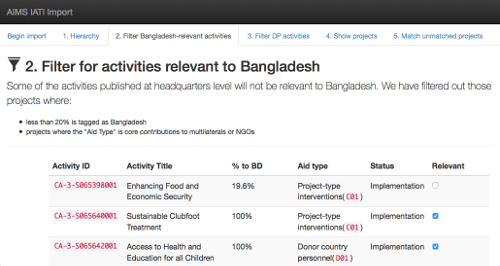 AIMS IATI Import
Begin import 1. Hierarchy 2. Filter Bangladesh-relevant activities 3. Filter DP activities 4. Show projects 5. Match unmatched projects
2. Filter for activities relevant to Bangladesh
Some of the activities published at headquarters level will not be relevant to Bangladesh. We have filtered out those
projects where:
less than 20% is tagged as Bangladesh
projects where the "Aid Type" is core contributions to multilaterals or NGOs
Activity ID Activity Title % to BD Aid type Status Relevant
CA-3-S065398001 Enhancing Food and 19.6% Project-type Implementation
Economic Security interventions(C01)
CA-3-S065640001 Sustainable Clubfoot 100% Project-type Implementation
Treatment interventions(C01)
CA-3-S065642001 Access to Health and 100% Donor country Implementation
Education for all Children personnel(D01)